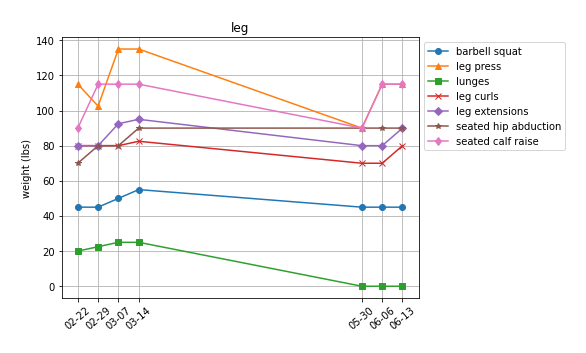 leg
weight (lbs)
140
120
100
80
60
40
20
0
02-22
02-29
03-07
03-14
05-30
06-06
06-13
barbell squat
leg press
lunges
leg curls
leg extensions
seated hip abduction
seated calf raise